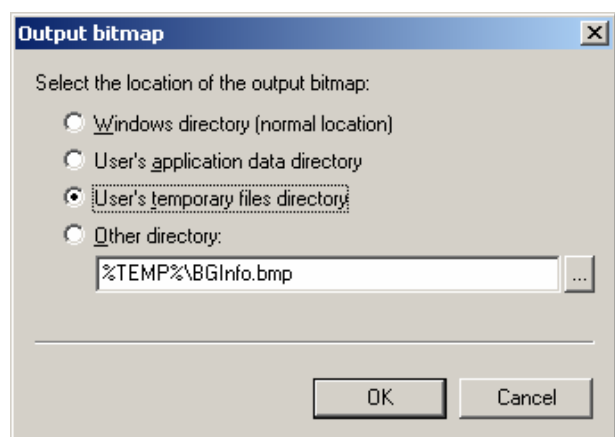 Output bitmap
Select the location of the output bitmap:
Windows directory (normal location)
User's application data directory
User's temporary files directory
Other directory:
%TEMP%\BGInfo.bmp
...
OK Cancel